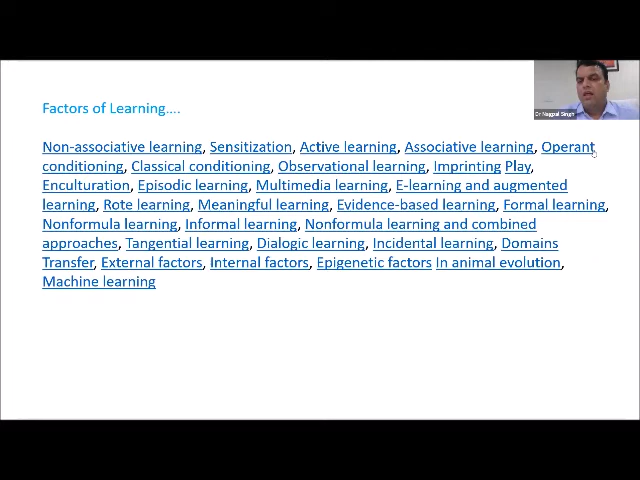 Dr Nagpal Singh
Factors of Learning....
Non-associative learning, Sensitization, Active learning, Associative learning, Operant
conditioning, Classical conditioning, Observational learning, Imprinting Play,
Enculturation, Episodic learning, Multimedia learning, E-learning and augmented
learning, Rote learning, Meaningful learning, Evidence-based learning, Formal learning,
Nonformula learning, Informal learning, Nonformula learning and combined
approaches, Tangential learning, Dialogic learning, Incidental learning, Domains
Transfer, External factors, Internal factors, Epigenetic factors In animal evolution,
Machine learning